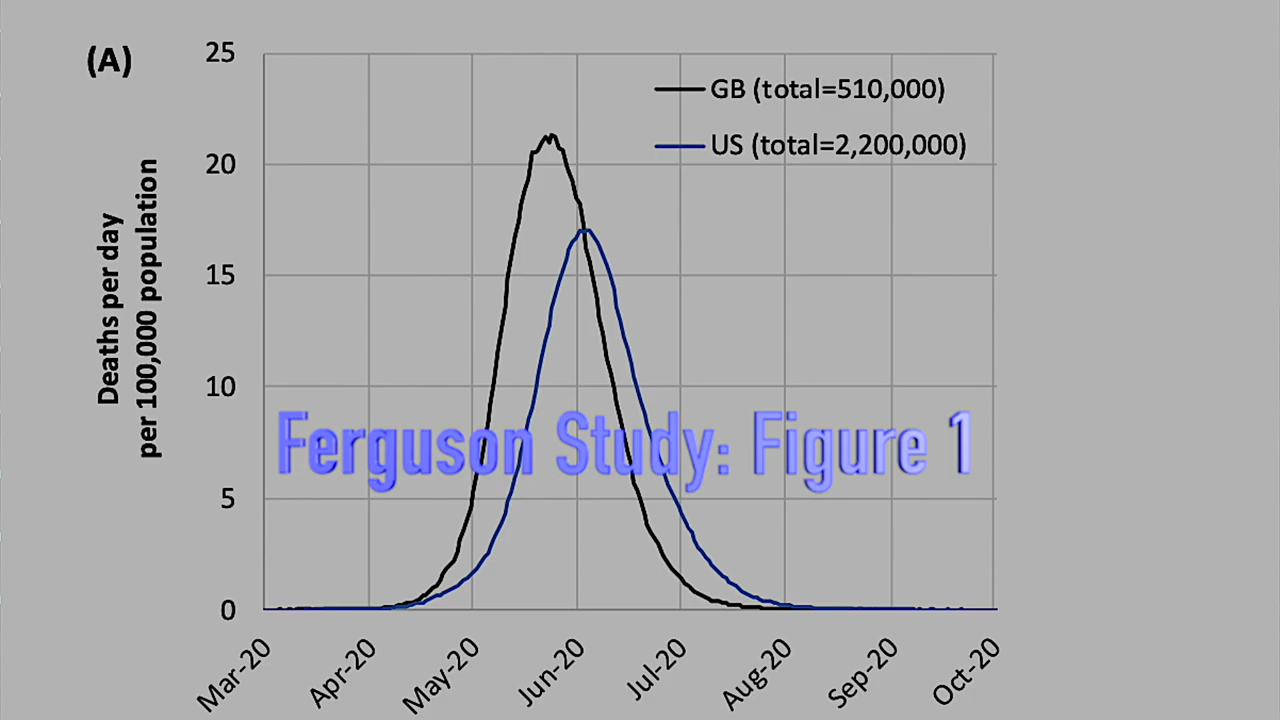 (A)
25
20
15
10
5
0
Deaths per day
per 100,000 population
GB (total=510,000)
US (total=2,200,000)
Ferguson Study: Figure 1
Mar-20
Apr-20
May-20
Jun-20
Jul-20
Aug-20
Sep-20
Oct-20